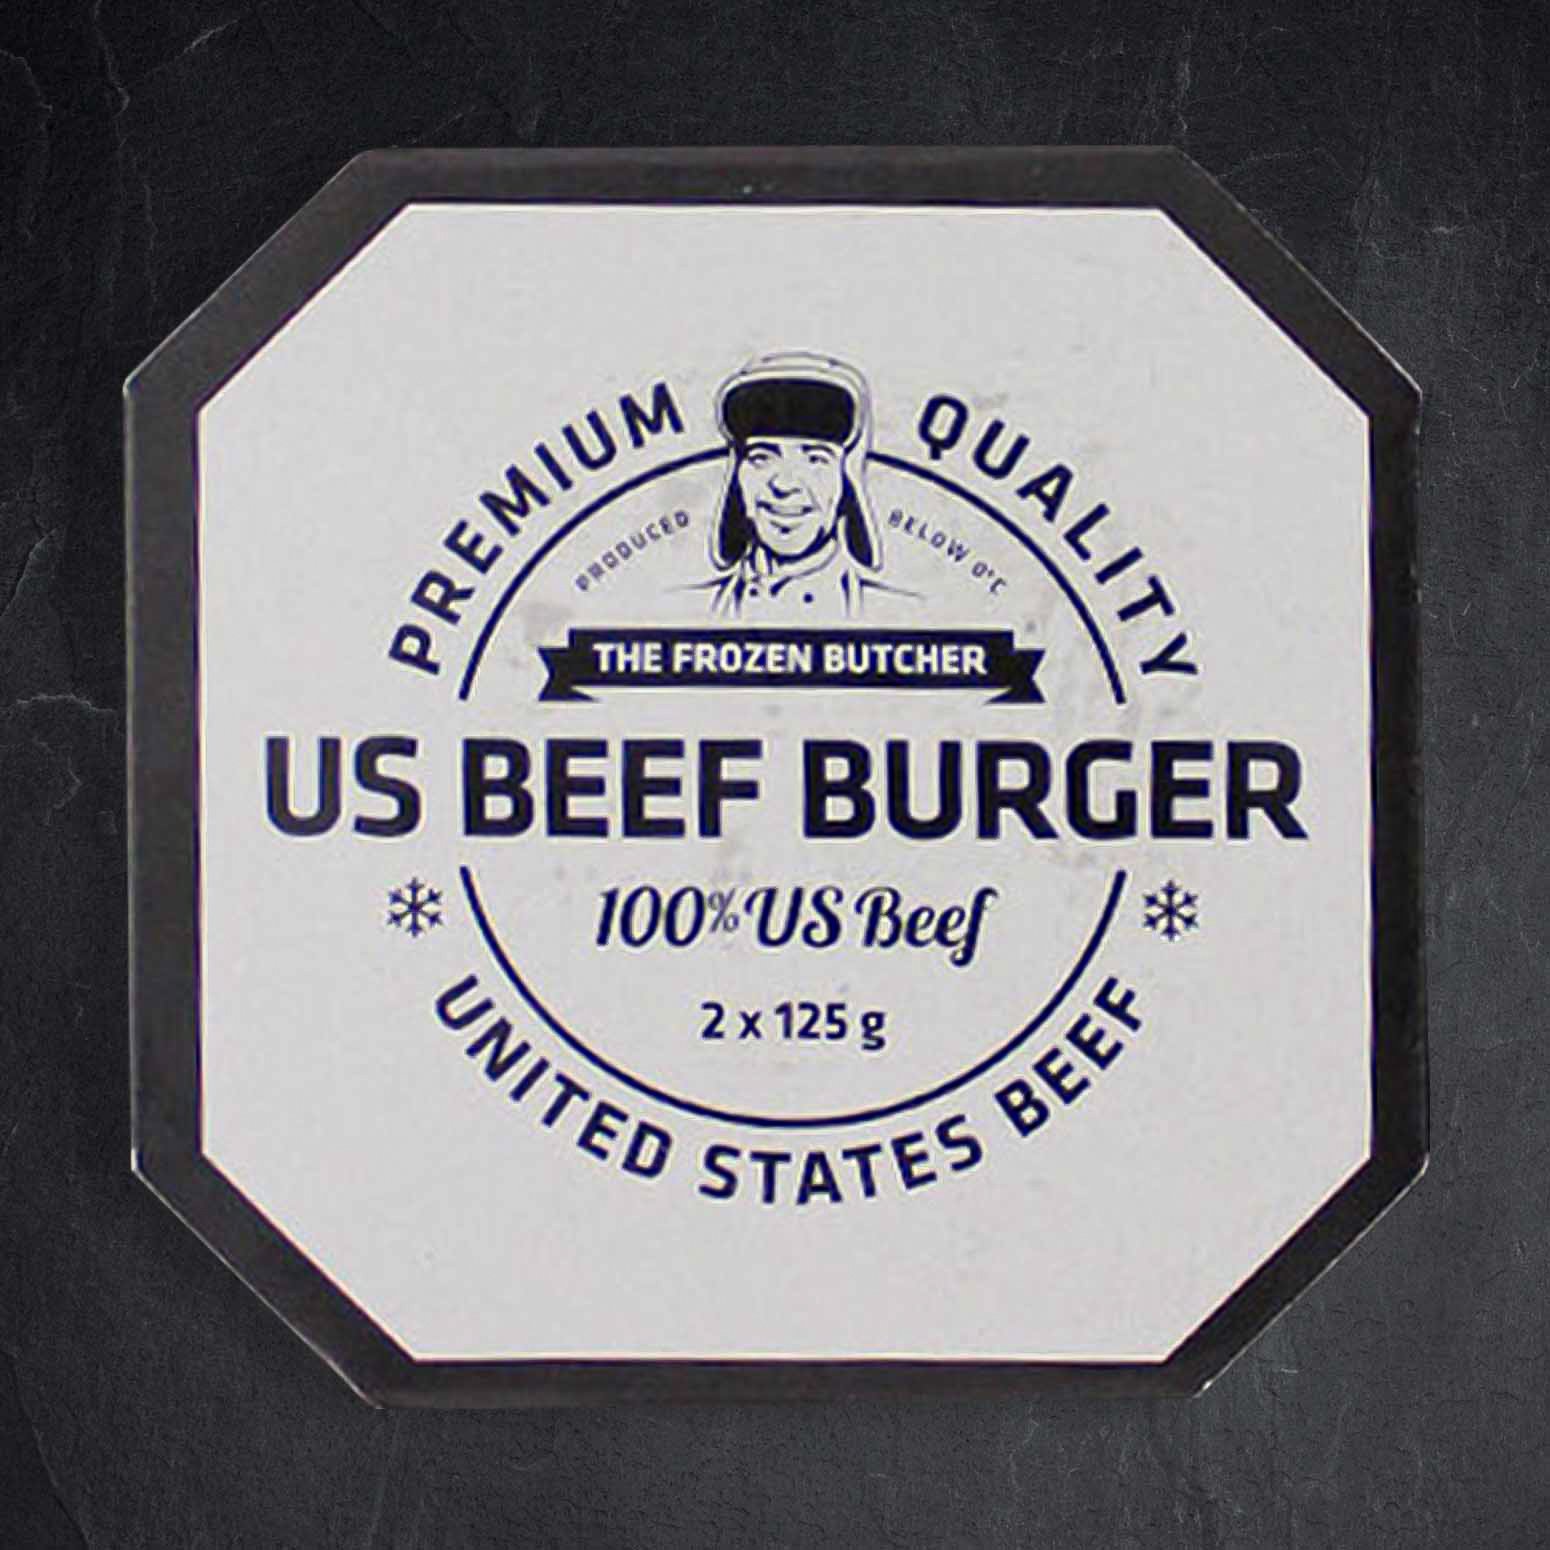 PREMIUM QUALITY
PRODUCED BELOW 0°C
THE FROZEN BUTCHER
US BEEF BURGER
100% US Beef
2 x 125 g
UNITED STATES BEEF